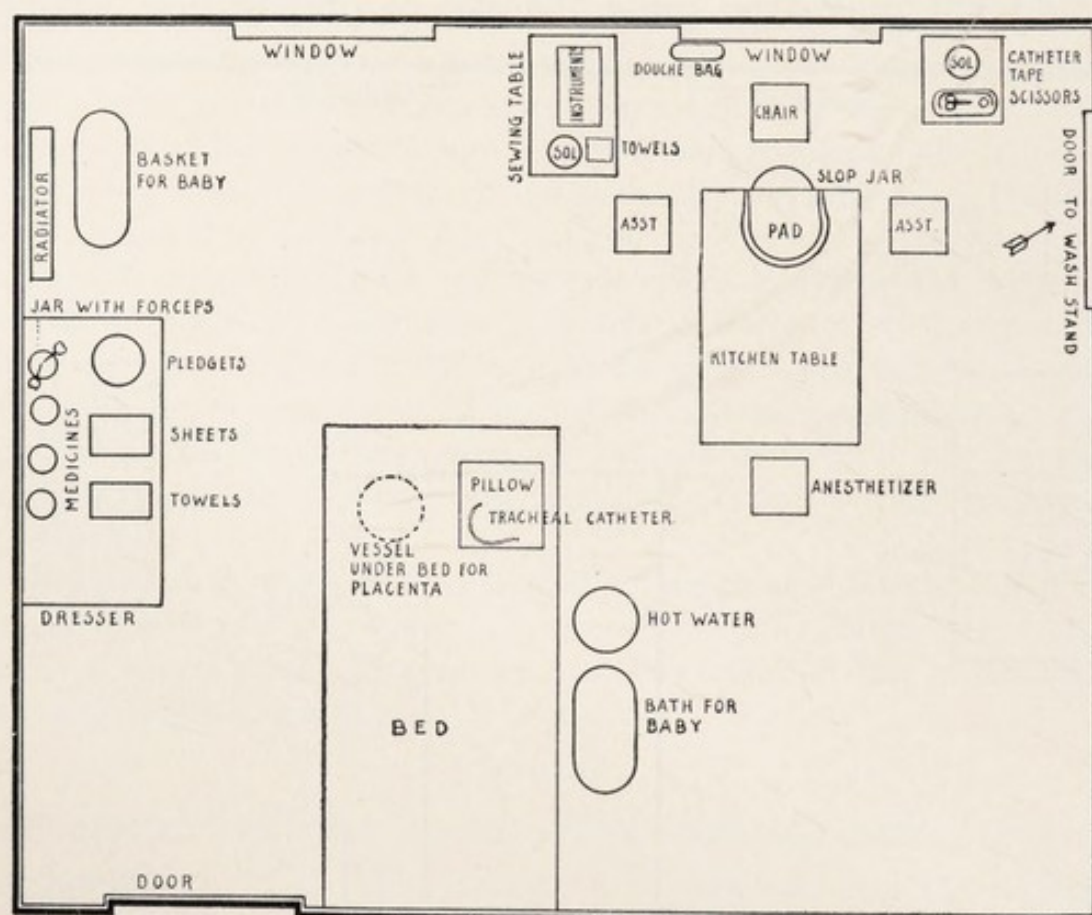 WINDOW
SEWING TABLE
INSTRUMENTS
SOL
TOWELS
DOUCHE BAG
WINDOW
CHAIR
SOL
CATHETER
TAPE
SCISSORS
RADIATOR
BASKET
FOR BABY
ASST
SLOP JAR
PAD
ASST.
DOOR TO WASH STAND
JAR WITH FORCEPS
PLEDGETS
MEDICINES
SHEETS
TOWELS
DRESSER
KITCHEN TABLE
ANESTHETIZER
PILLOW
TRACHEAL CATHETER
VESSEL
UNDER BED FOR
PLACENTA
HOT WATER
BED
BATH FOR
BABY
DOOR